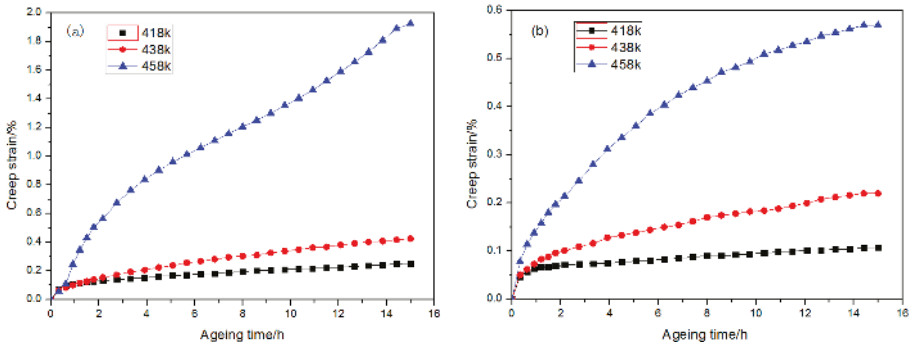 (a)
418k
438k
458k
Creep strain/%
2.0
1.8
1.6
1.4
1.2
1.0
0.8
0.6
0.4
0.2
0.0
0 2 4 6 8 10 12 14 16
Ageing time/h
(b)
418k
438k
458k
Creep strain/%
0.6
0.5
0.4
0.3
0.2
0.1
0.0
0 2 4 6 8 10 12 14 16
Ageing time/h